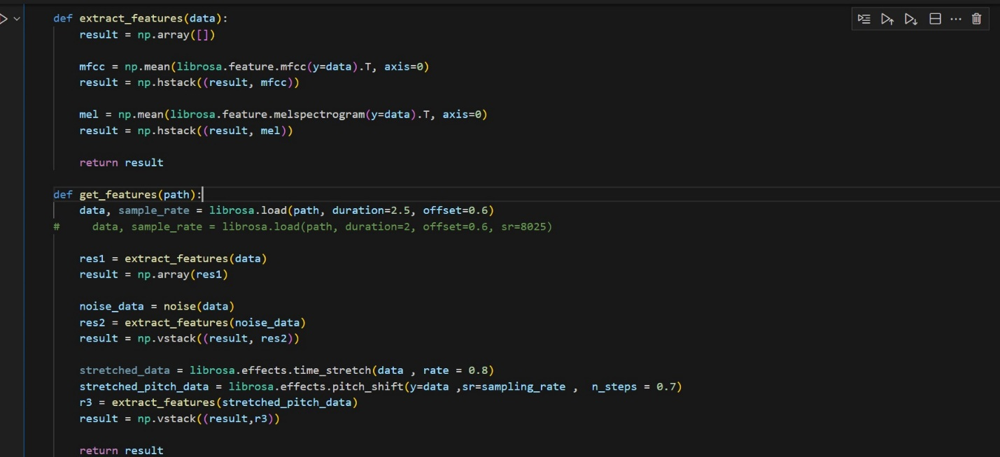 def extract_features(data):
    result = np.array([])
    mfcc = np.mean(librosa.feature.mfcc(y=data).T, axis=0)
    result = np.hstack((result, mfcc))
    mel = np.mean(librosa.feature.melspectrogram(y=data).T, axis=0)
    result = np.hstack((result, mel))
    return result
def get_features(path):
    data, sample_rate = librosa.load(path, duration=2.5, offset=0.6)
#     data, sample_rate = librosa.load(path, duration=2, offset=0.6, sr=8025)
    res1 = extract_features(data)
    result = np.array(res1)
    noise_data = noise(data)
    res2 = extract_features(noise_data)
    result = np.vstack((result, res2))
    stretched_data = librosa.effects.time_stretch(data , rate = 0.8)
    stretched_pitch_data = librosa.effects.pitch_shift(y=data ,sr=sampling_rate ,  n_steps = 0.7)
    r3 = extract_features(stretched_pitch_data)
    result = np.vstack((result,r3))
    return result